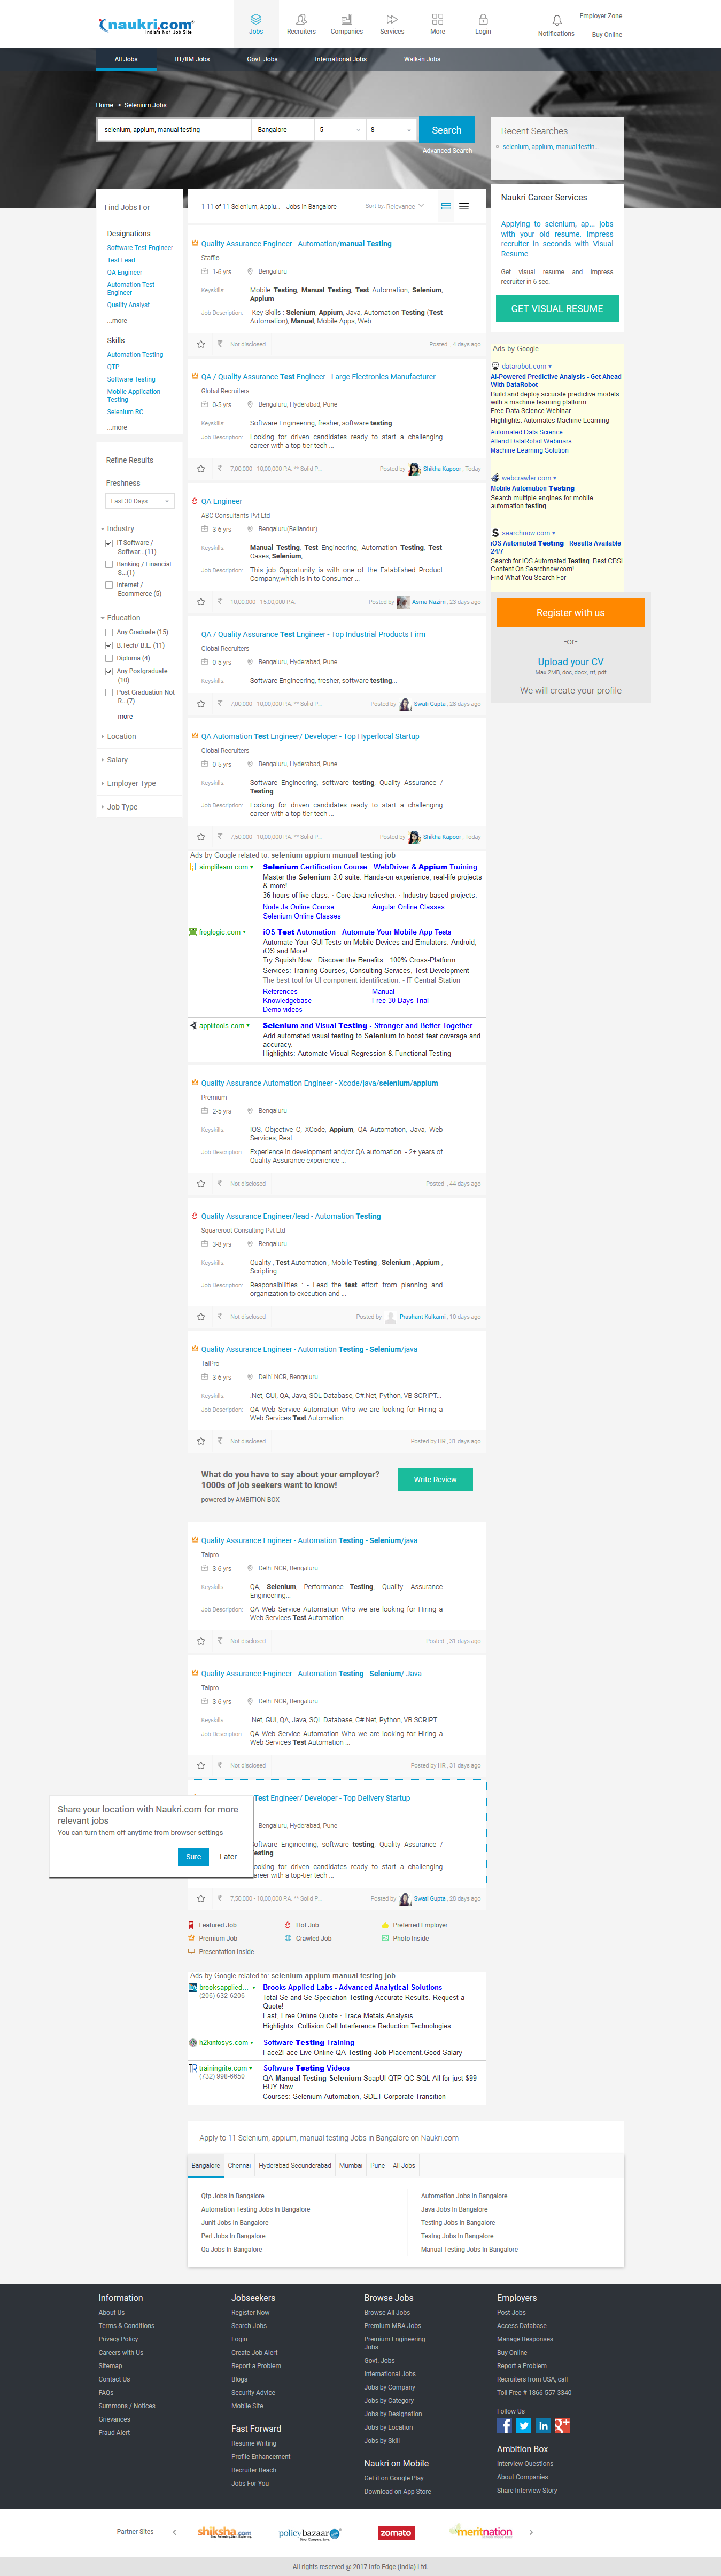 naukri.com
India's No1 Job Site
Jobs
Recruiters
Companies
Services
More
Login
Notifications
Employer Zone
Buy Online
All Jobs
IIT/IIM Jobs
Govt. Jobs
International Jobs
Walk-in Jobs
Home » Selenium Jobs
selenium, appium, manual testing
Bangalore
5
8
Search
Advanced Search
Recent Searches
selenium, appium, manual testin...
Naukri Career Services
Applying to selenium, ap... jobs
with your old resume. Impress
recruiter in seconds with Visual
Resume
Get visual resume and impress
recruiter in 6 sec.
GET VISUAL RESUME
Find Jobs For
Designations
Software Test Engineer
Test Lead
QA Engineer
Automation Test
Engineer
Quality Analyst
...more
Skills
Automation Testing
QTP
Software Testing
Mobile Application
Testing
Selenium RC
...more
Refine Results
Freshness
Last 30 Days
Industry
IT-Software /
Softwar...(11)
Banking / Financial
S...(1)
Internet /
Ecommerce (5)
Education
Any Graduate (15)
B.Tech/ B.E. (11)
Diploma (4)
Any Postgraduate
(10)
Post Graduation Not
R...(7)
more
Location
Salary
Employer Type
Job Type
1-11 of 11 Selenium, Appiu... Jobs in Bangalore
Sort by: Relevance
Quality Assurance Engineer - Automation/manual Testing
Staffio
1-6 yrs Bengaluru
Keyskills: Mobile Testing, Manual Testing, Test Automation, Selenium,
Appium
Job Description: -Key Skills : Selenium, Appium, Java, Automation Testing (Test
Automation), Manual, Mobile Apps, Web ...
Not disclosed Posted , 4 days ago
QA / Quality Assurance Test Engineer - Large Electronics Manufacturer
Global Recruiters
0-5 yrs Bengaluru, Hyderabad, Pune
Keyskills: Software Engineering, fresher, software testing...
Job Description: Looking for driven candidates ready to start a challenging
career with a top-tier tech ...
7,00,000 - 10,00,000 P.A. ** Solid P... Posted by Shikha Kapoor , Today
QA Engineer
ABC Consultants Pvt Ltd
3-6 yrs Bengaluru(Bellandur)
Keyskills: Manual Testing, Test Engineering, Automation Testing, Test
Cases, Selenium,...
Job Description: This job Opportunity is with one of the Established Product
Company,which is in to Consumer ...
10,00,000 - 15,00,000 P.A. Posted by Asma Nazim , 23 days ago
QA / Quality Assurance Test Engineer - Top Industrial Products Firm
Global Recruiters
0-5 yrs Bengaluru, Hyderabad, Pune
Keyskills: Software Engineering, fresher, software testing...
7,00,000 - 10,00,000 P.A. ** Solid P... Posted by Swati Gupta , 28 days ago
QA Automation Test Engineer/ Developer - Top Hyperlocal Startup
Global Recruiters
0-5 yrs Bengaluru, Hyderabad, Pune
Keyskills: Software Engineering, software testing, Quality Assurance /
Testing...
Job Description: Looking for driven candidates ready to start a challenging
career with a top-tier tech ...
7,50,000 - 10,00,000 P.A. ** Solid P... Posted by Shikha Kapoor , Today
Ads by Google related to: selenium appium manual testing job
simplilearn.com Selenium Certification Course - WebDriver & Appium Training
Master the Selenium 3.0 suite. Hands-on experience, real-life projects
& more!
36 hours of live class. · Core Java refresher. · Industry-based projects.
Node.Js Online Course Angular Online Classes
Selenium Online Classes
froglogic.com iOS Test Automation - Automate Your Mobile App Tests
Automate Your GUI Tests on Mobile Devices and Emulators. Android,
iOS and More!
Try Squish Now · Discover the Benefits · 100% Cross-Platform
Services: Training Courses, Consulting Services, Test Development
The best tool for UI component identification. - IT Central Station
References Manual
Knowledgebase Free 30 Days Trial
Demo videos
applitools.com Selenium and Visual Testing - Stronger and Better Together
Add automated visual testing to Selenium to boost test coverage and
accuracy.
Highlights: Automate Visual Regression & Functional Testing
Quality Assurance Automation Engineer - Xcode/java/selenium/appium
Premium
2-5 yrs Bengaluru
Keyskills: IOS, Objective C, XCode, Appium, QA Automation, Java, Web
Services, Rest...
Job Description: Experience in development and/or QA automation. - 2+ years of
Quality Assurance experience ...
Not disclosed Posted , 44 days ago
Quality Assurance Engineer/lead - Automation Testing
Squareroot Consulting Pvt Ltd
3-8 yrs Bengaluru
Keyskills: Quality , Test Automation , Mobile Testing , Selenium , Appium ,
Scripting ...
Job Description: Responsibilities : - Lead the test effort from planning and
organization to execution and ...
Not disclosed Posted by Prashant Kulkarni , 10 days ago
Quality Assurance Engineer - Automation Testing - Selenium/java
TalPro
3-6 yrs Delhi NCR, Bengaluru
Keyskills: .Net, GUI, QA, Java, SQL Database, C#.Net, Python, VB SCRIPT...
Job Description: QA Web Service Automation Who we are looking for Hiring a
Web Services Test Automation ...
Not disclosed Posted by HR , 31 days ago
What do you have to say about your employer?
1000s of job seekers want to know!
powered by AMBITION BOX
Write Review
Quality Assurance Engineer - Automation Testing - Selenium/java
Talpro
3-6 yrs Delhi NCR, Bengaluru
Keyskills: QA, Selenium, Performance Testing, Quality Assurance
Engineering...
Job Description: QA Web Service Automation Who we are looking for Hiring a
Web Services Test Automation ...
Not disclosed Posted , 31 days ago
Quality Assurance Engineer - Automation Testing - Selenium/ Java
Talpro
3-6 yrs Delhi NCR, Bengaluru
Keyskills: .Net, GUI, QA, Java, SQL Database, C#.Net, Python, VB SCRIPT...
Job Description: QA Web Service Automation Who we are looking for Hiring a
Web Services Test Automation ...
Not disclosed Posted by HR , 31 days ago
Test Engineer/ Developer - Top Delivery Startup
Bengaluru, Hyderabad, Pune
oftware Engineering, software testing, Quality Assurance /
esting...
ooking for driven candidates ready to start a challenging
areer with a top-tier tech ...
7,50,000 - 10,00,000 P.A. ** Solid P... Posted by Swati Gupta , 28 days ago
Share your location with Naukri.com for more
relevant jobs
You can turn them off anytime from browser settings
Sure
Later
Featured Job Hot Job Preferred Employer
Premium Job Crawled Job Photo Inside
Presentation Inside
Ads by Google related to: selenium appium manual testing job
brooksapplied... Brooks Applied Labs - Advanced Analytical Solutions
(206) 632-6206 Total Se and Se Speciation Testing Accurate Results. Request a
Quote!
Fast, Free Online Quote · Trace Metals Analysis
Highlights: Collision Cell Interference Reduction Technologies
h2kinfosys.com Software Testing Training
Face2Face Live Online QA Testing Job Placement.Good Salary
trainingrite.com Software Testing Videos
(732) 998-6650 QA Manual Testing Selenium SoapUI QTP QC SQL All for just $99
BUY Now
Courses: Selenium Automation, SDET Corporate Transition
Ads by Google
datarobot.com
AI-Powered Predictive Analysis - Get Ahead
With DataRobot
Build and deploy accurate predictive models
with a machine learning platform.
Free Data Science Webinar
Highlights: Automates Machine Learning
Automated Data Science
Attend DataRobot Webinars
Machine Learning Solution
webcrawler.com
Mobile Automation Testing
Search multiple engines for mobile
automation testing
searchnow.com
iOS Automated Testing - Results Available
24/7
Search for iOS Automated Testing. Best CBSi
Content On Searchnow.com!
Find What You Search For
Register with us
-or-
Upload your CV
Max 2MB, doc, docx, rtf, pdf
We will create your profile
Apply to 11 Selenium, appium, manual testing Jobs in Bangalore on Naukri.com
Bangalore Chennai Hyderabad Secunderabad Mumbai Pune All Jobs
Qtp Jobs In Bangalore
Automation Testing Jobs In Bangalore
Junit Jobs In Bangalore
Perl Jobs In Bangalore
Qa Jobs In Bangalore
Automation Jobs In Bangalore
Java Jobs In Bangalore
Testing Jobs In Bangalore
Testng Jobs In Bangalore
Manual Testing Jobs In Bangalore
Information
About Us
Terms & Conditions
Privacy Policy
Careers with Us
Sitemap
Contact Us
FAQs
Summons / Notices
Grievances
Fraud Alert
Jobseekers
Register Now
Search Jobs
Login
Create Job Alert
Report a Problem
Blogs
Security Advice
Mobile Site
Fast Forward
Resume Writing
Profile Enhancement
Recruiter Reach
Jobs For You
Browse Jobs
Browse All Jobs
Premium MBA Jobs
Premium Engineering
Jobs
Govt. Jobs
International Jobs
Jobs by Company
Jobs by Category
Jobs by Designation
Jobs by Location
Jobs by Skill
Naukri on Mobile
Get it on Google Play
Download on App Store
Employers
Post Jobs
Access Database
Manage Responses
Buy Online
Report a Problem
Recruiters from USA, call
Toll Free # 1866-557-3340
Follow Us
Ambition Box
Interview Questions
About Companies
Share Interview Story
Partner Sites
shiksha.com
policybazaar
zomato
meritnation
All rights reserved @ 2017 Info Edge (India) Ltd.